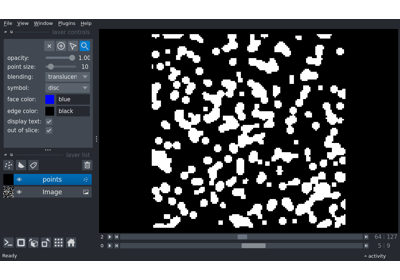 File View Window Plugins Help
layer controls
opacity: 1.00
point size: 10
blending: translucen
symbol: disc
face color: blue
edge color: black
display text:
out of slice:
layer list
points
Image
2 64 127
0 5 9
Ready activity